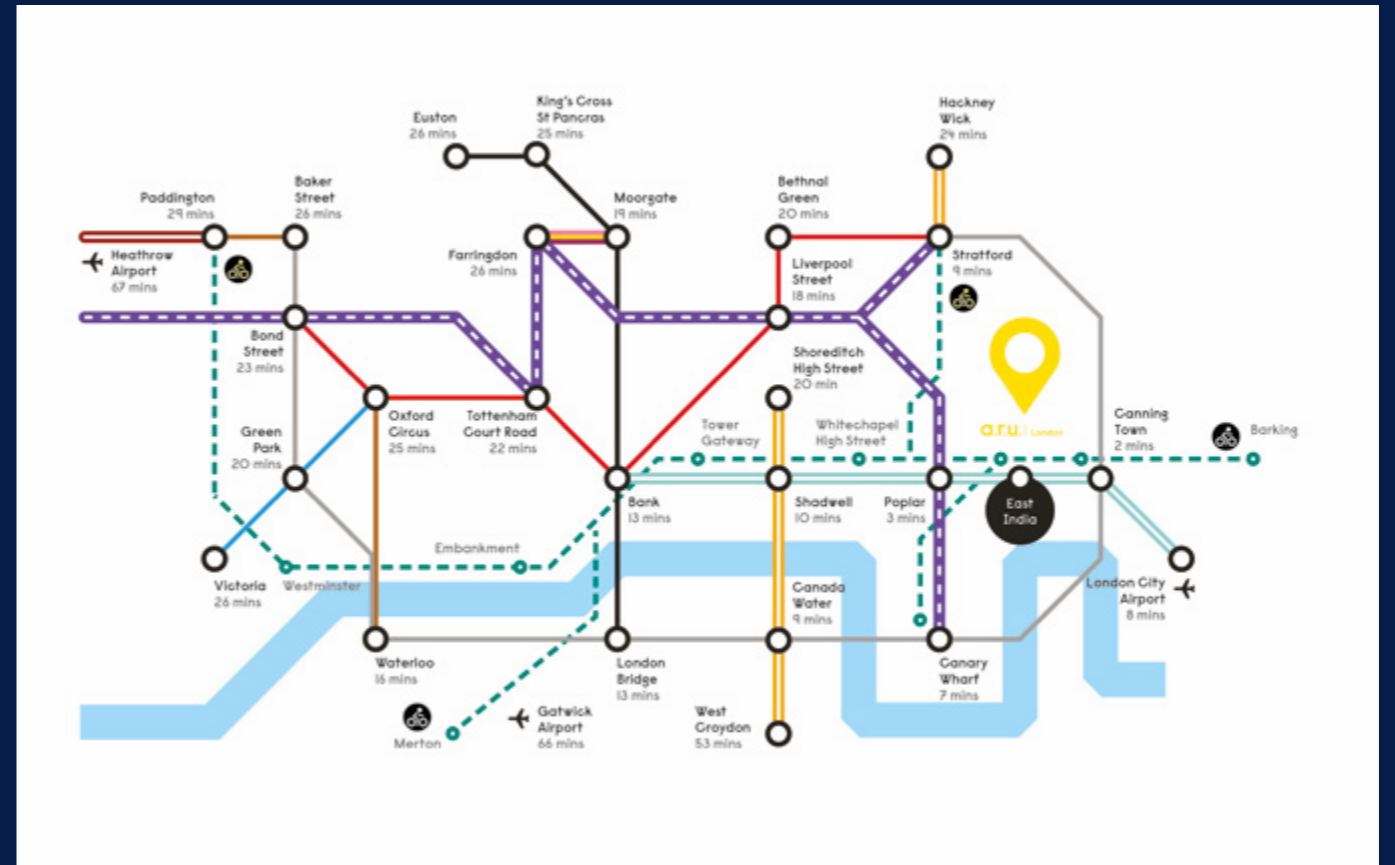 King's Cross
St Pancras
25 mins
Euston
26 mins
Hackney
Wick
24 mins
Paddington
29 mins
Baker
Street
26 mins
Moorgate
19 mins
Bethnal
Green
20 mins
Heathrow
Airport
67 mins
Farringdon
26 mins
Liverpool
Street
18 mins
Stratford
9 mins
Bond
Street
23 mins
Shoreditch
High Street
20 min
Oxford
Circus
25 mins
Tottenham
Court Road
22 mins
Green
Park
20 mins
Tower
Gateway
Whitechapel
High Street
a.r.u. | London
Canning
Town
2 mins
Barking
Bank
13 mins
Shadwell
10 mins
Poplar
3 mins
East
India
Embankment
Victoria
26 mins
Westminster
Canada
Water
9 mins
London City
Airport
8 mins
Waterloo
16 mins
London
Bridge
13 mins
Canary
Wharf
7 mins
Merton
Gatwick
Airport
66 mins
West
Croydon
53 mins